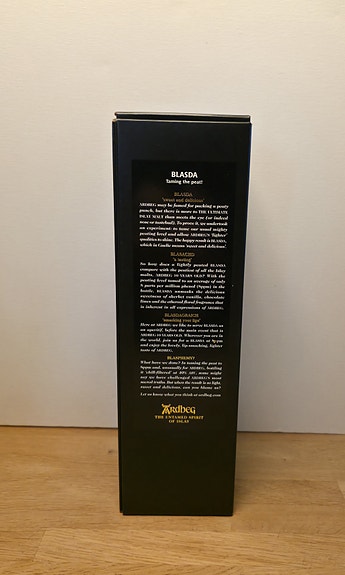 BLASDA
Taming the peat!
BLASDA
'sweet and delicious'
ARDBEG may be famed for packing a peaty
punch, but there is more to THE ULTIMATE
ISLAY MALT than meets the eye (or indeed
nose or tastebud). To prove it, we undertook
an experiment: to tame our usual mighty
peating level and allow ARDBEG'S 'lighter'
qualities to shine. The happy result is BLASDA,
which in Gaelic means 'sweet and delicious'.
'a tasting'
So how does a lightly peated BLASDA
compare with the peatiest of all the Islay
malts, ARDBEG 10 YEARS OLD? With the
peating level tamed to an average of only
8 parts per million phenol (8ppm) in the
bottle, BLASDA unmasks the delicious
sweetness of sherbet vanilla, chocolate
limes and the ethereal floral fragrance that
is inherent to all expressions of ARDBEG.
'smacking your lips'
Here at ARDBEG we like to serve BLASDA as
an aperitif, before the main event that is
ARDBEG 10 YEARS OLD. Wherever you are in
the world, join us for a BLASDA at 8pm
and enjoy the lovely, lip-smacking, lighter
taste of ARDBEG.
BLASPHEMY?
What have we done? In taming the peat to
8ppm and, unusually for ARDBEG, bottling
it 'chill-filtered' at 40% ABV, some might
say we have challenged ARDBEG'S most
sacred truths. But when the result is so light,
sweet and delicious, can you blame us?
Let us know what you think at ardbeg.com
ARDBEG
THE UNTAMED SPIRIT
OF ISLAY